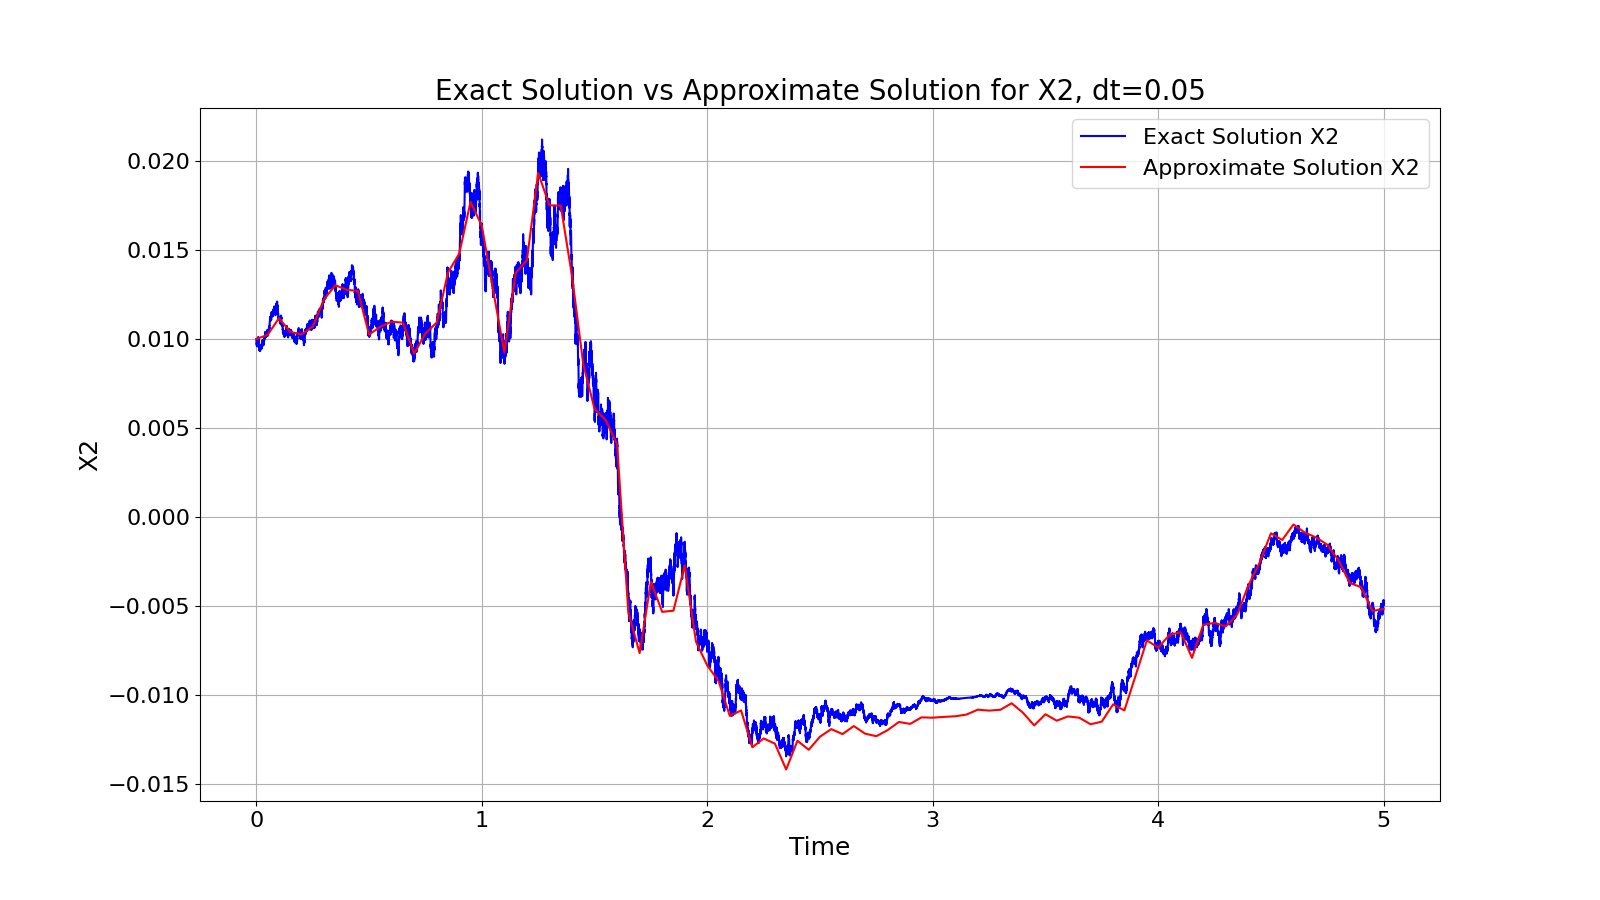 Exact Solution vs Approximate Solution for X2, dt=0.05
Exact Solution X2
Approximate Solution X2
0.020
0.015
0.010
0.005
0.000
−0.005
−0.010
−0.015
X2
0 1 2 3 4 5
Time